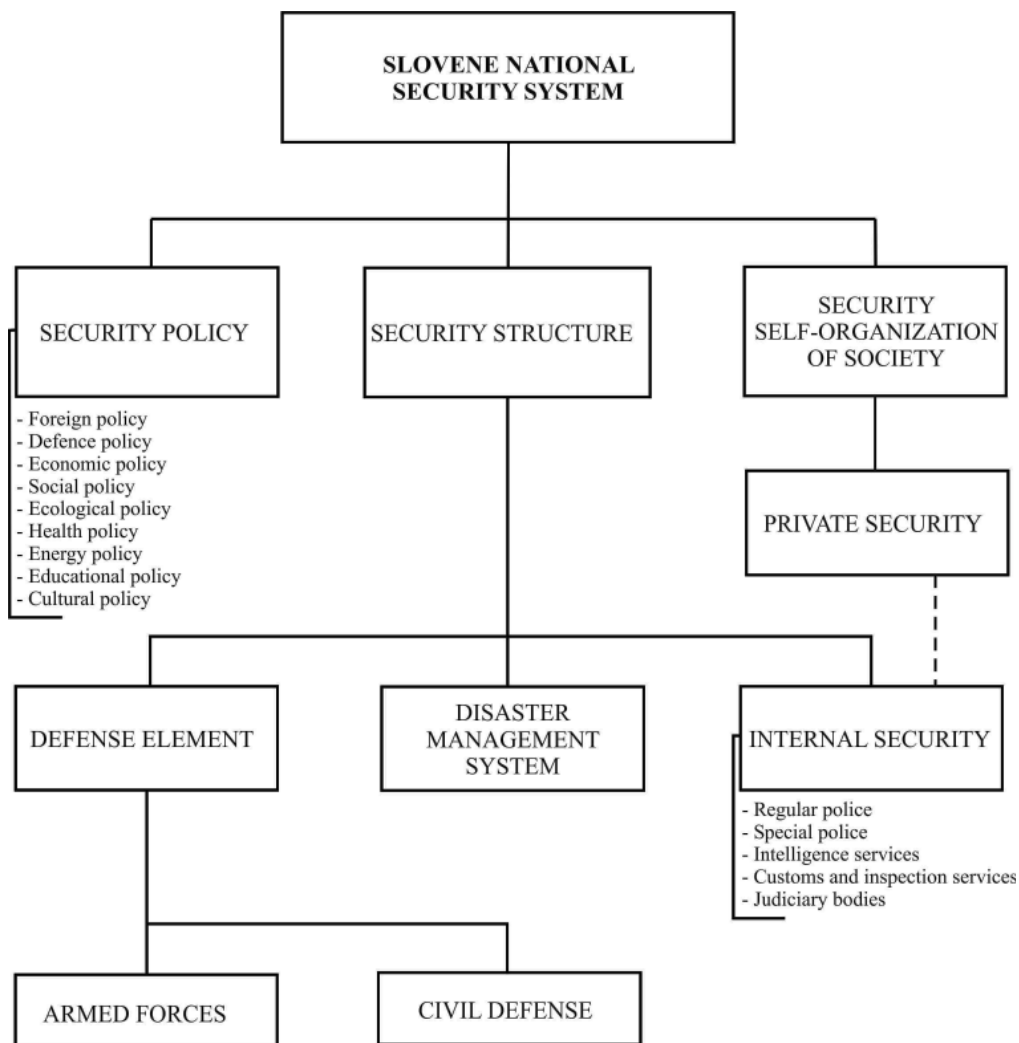 SLOVENE NATIONAL
SECURITY SYSTEM
SECURITY POLICY
SECURITY STRUCTURE
SECURITY
SELF-ORGANIZATION
OF SOCIETY
- Foreign policy
- Defence policy
- Economic policy
- Social policy
- Ecological policy
- Health policy
- Energy policy
- Educational policy
- Cultural policy
PRIVATE SECURITY
DEFENSE ELEMENT
DISASTER
MANAGEMENT
SYSTEM
INTERNAL SECURITY
- Regular police
- Special police
- Intelligence services
- Customs and inspection services
- Judiciary bodies
ARMED FORCES
CIVIL DEFENSE